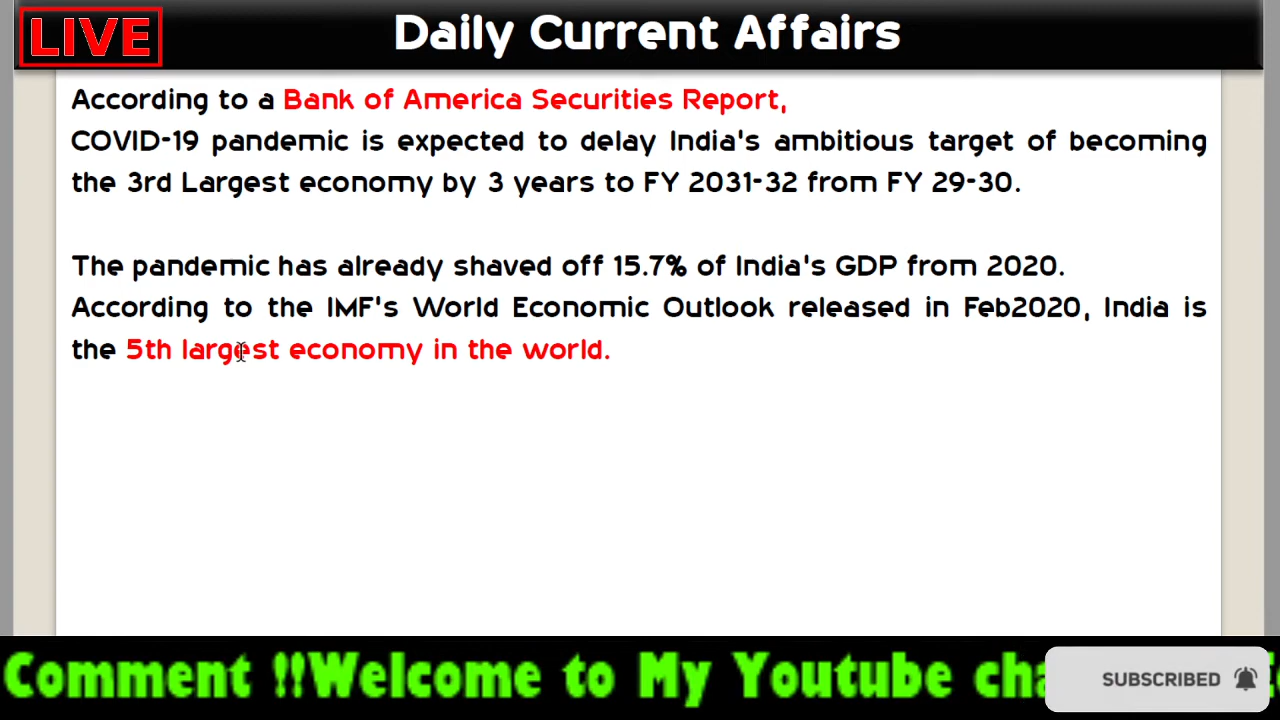 LIVE
Daily Current Affairs
According to a Bank of America Securities Report,
COVID-19 pandemic is expected to delay India's ambitious target of becoming
the 3rd Largest economy by 3 years to FY 2031-32 from FY 29-30.
The pandemic has already shaved off 15.7% of India's GDP from 2020.
According to the IMF's World Economic Outlook released in Feb2020, India is
the 5th largest economy in the world.
Comment !!Welcome to My Youtube cha
SUBSCRIBED